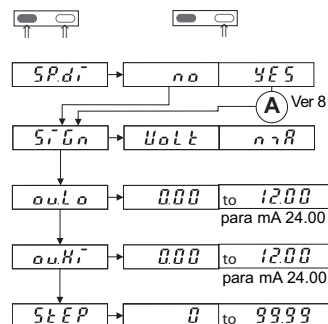 SP.di no YES
A Ver 8
SiGn Volt mA
ou.Lo 0.00 to 12.00
para mA 24.00
ou.Hi 0.00 to 12.00
para mA 24.00
StEP 0 to 99.99